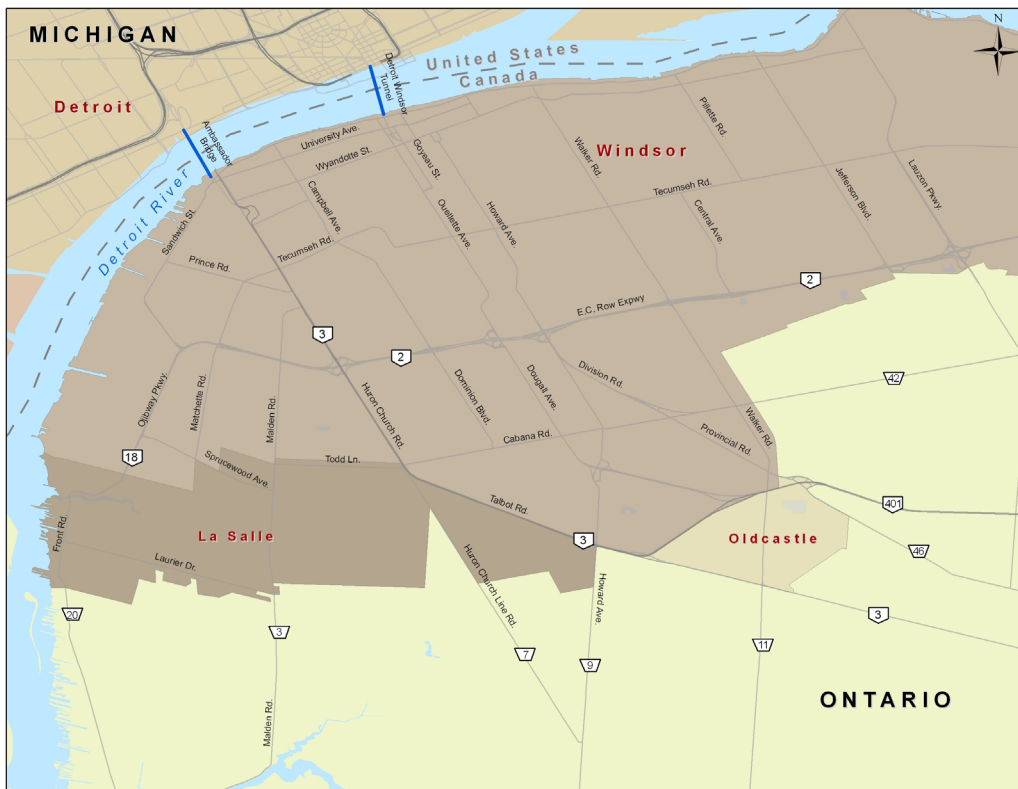 MICHIGAN
N
United States
Canada
Detroit
Detroit Windsor
Tunnel
Ambassador
Bridge
University Ave.
Wyandotte St.
Goyeau St.
Pillette Rd.
Walker Rd.
Windsor
Detroit River
Sandwich St.
Campbell Ave.
Ouellette Ave.
Howard Ave.
Tecumseh Rd.
Central Ave.
Jefferson Blvd.
Lauzon Pkwy.
Prince Rd.
Tecumseh Rd.
2
E.C. Row Expwy
3
2
Ojibway Pkwy.
Matchette Rd.
Malden Rd.
Huron Church Rd.
Dominion Blvd.
Dougall Ave.
Division Rd.
42
Walker Rd.
Provincial Rd.
Cabana Rd.
18
Sprucewood Ave.
Todd Ln.
Talbot Rd.
401
Front Rd.
La Salle
3
Oldcastle
46
Laurier Dr.
Huron Church Line Rd.
Howard Ave.
20
3
3
7
9
11
Malden Rd.
ONTARIO